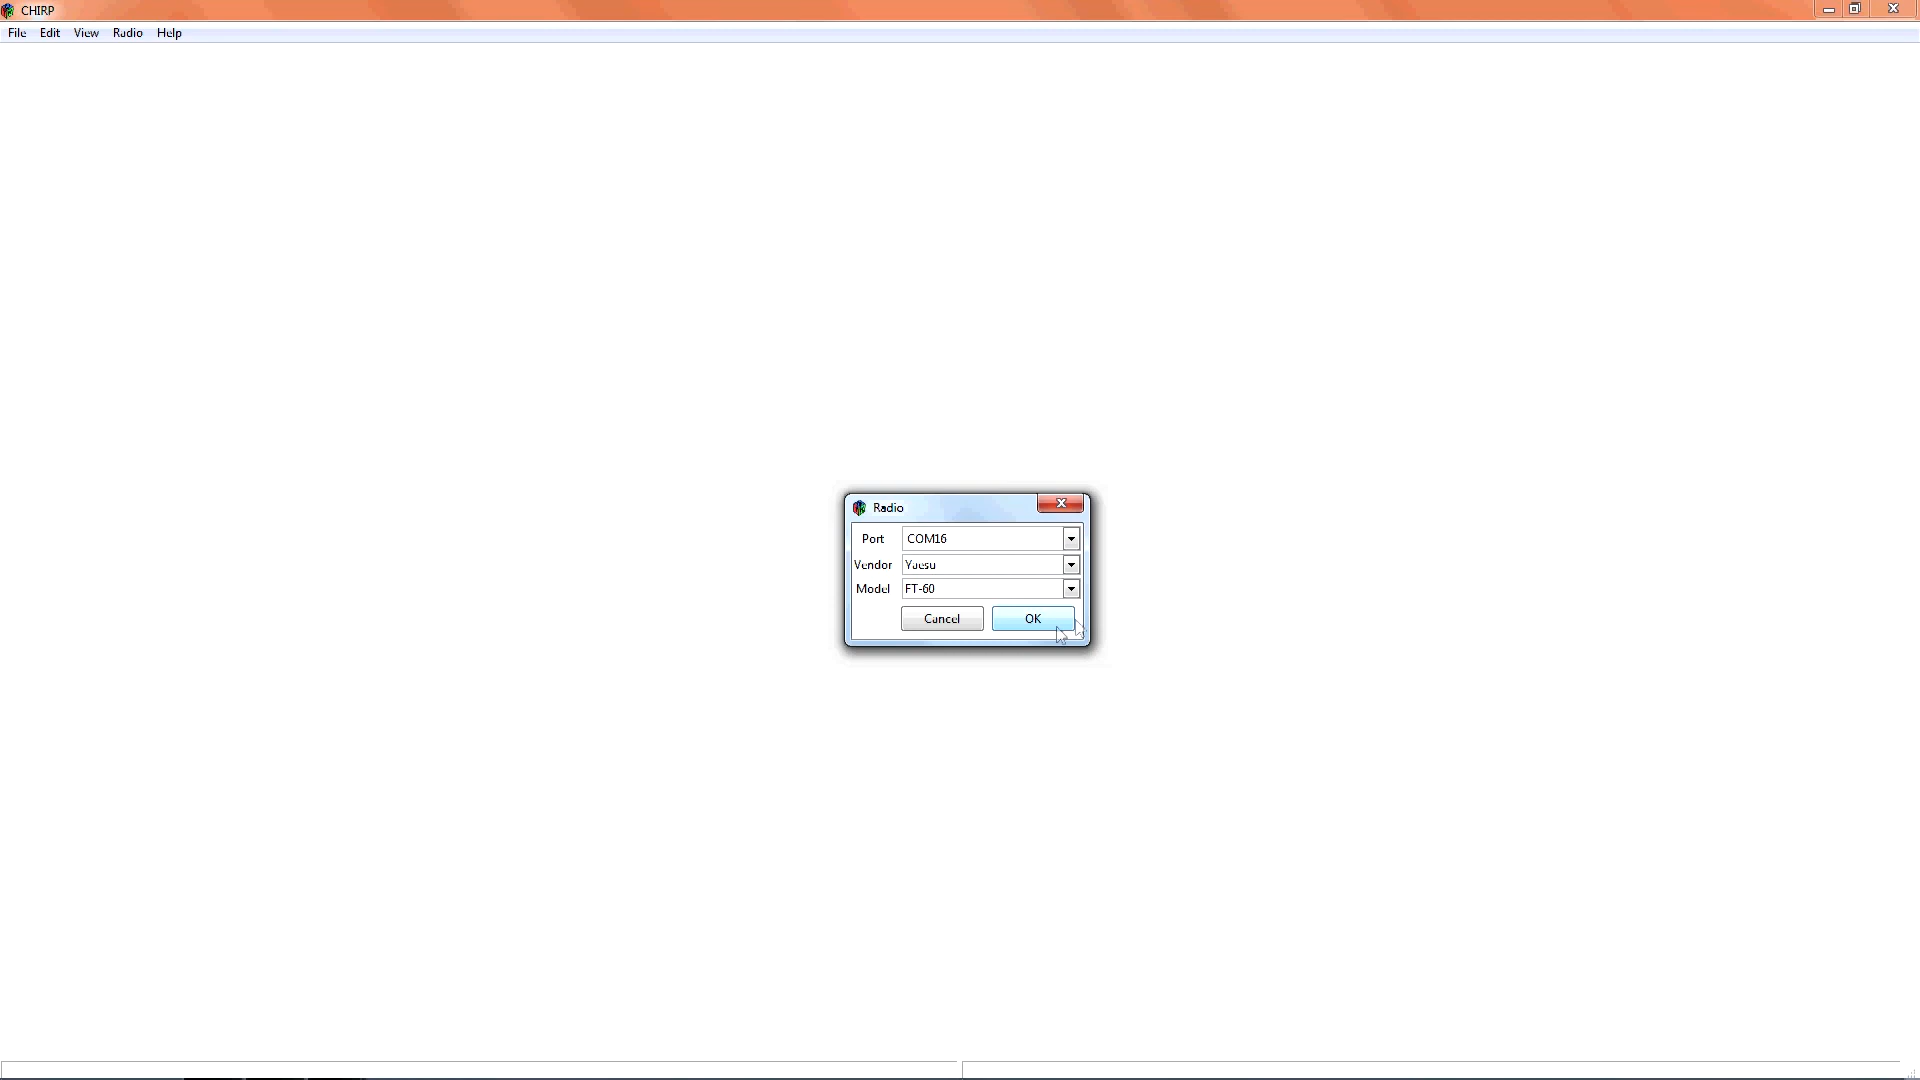 CHIRP
File Edit View Radio Help
Radio
Port COM16
Vendor Yaesu
Model FT-60
Cancel OK